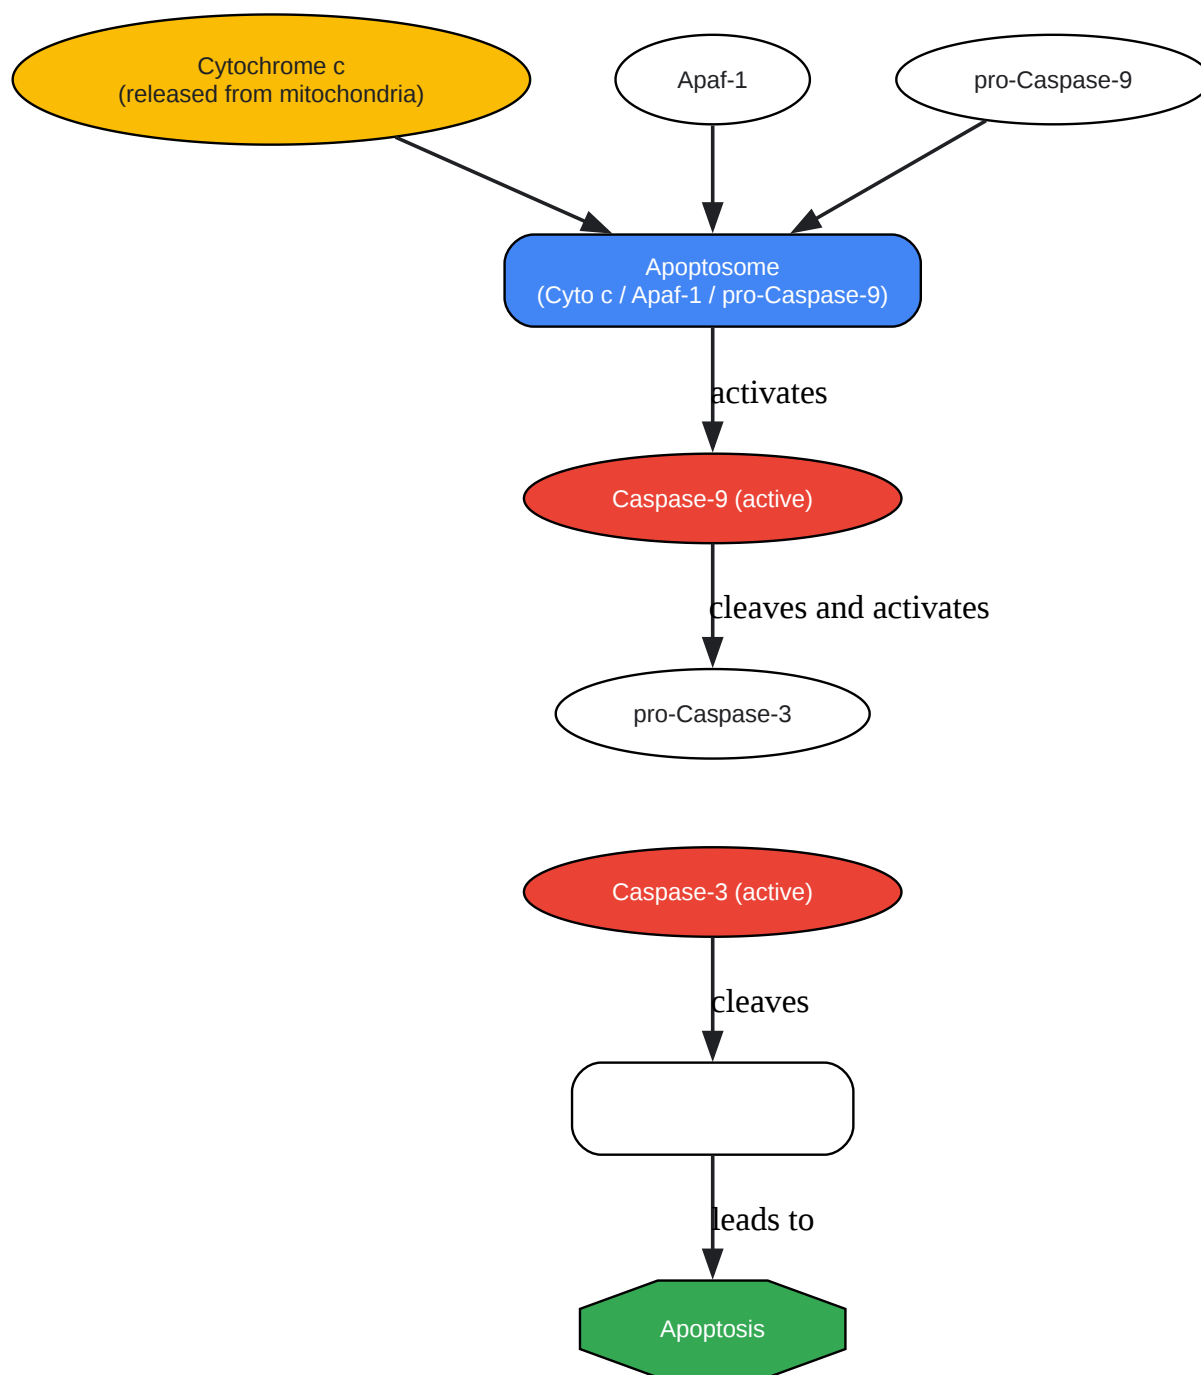 Cytochrome c
(released from mitochondria)
Apaf-1
pro-Caspase-9
Apoptosome
(Cyto c / Apaf-1 / pro-Caspase-9)
activates
Caspase-9 (active)
cleaves and activates
pro-Caspase-3
Caspase-3 (active)
cleaves
leads to
Apoptosis